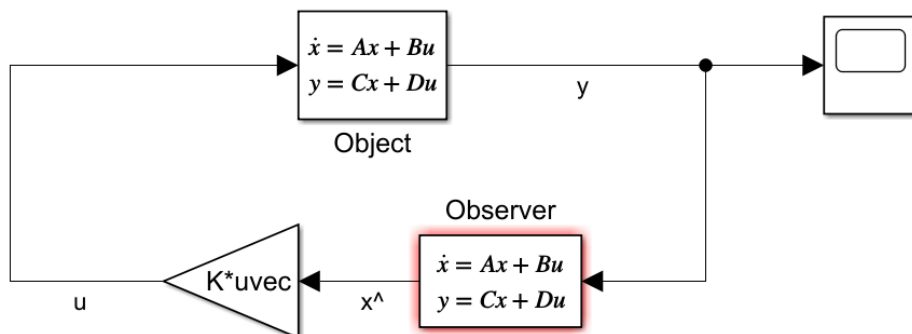 ẋ = Ax + Bu
y = Cx + Du
Object
y
Observer
ẋ = Ax + Bu
y = Cx + Du
K*uvec
x^
u